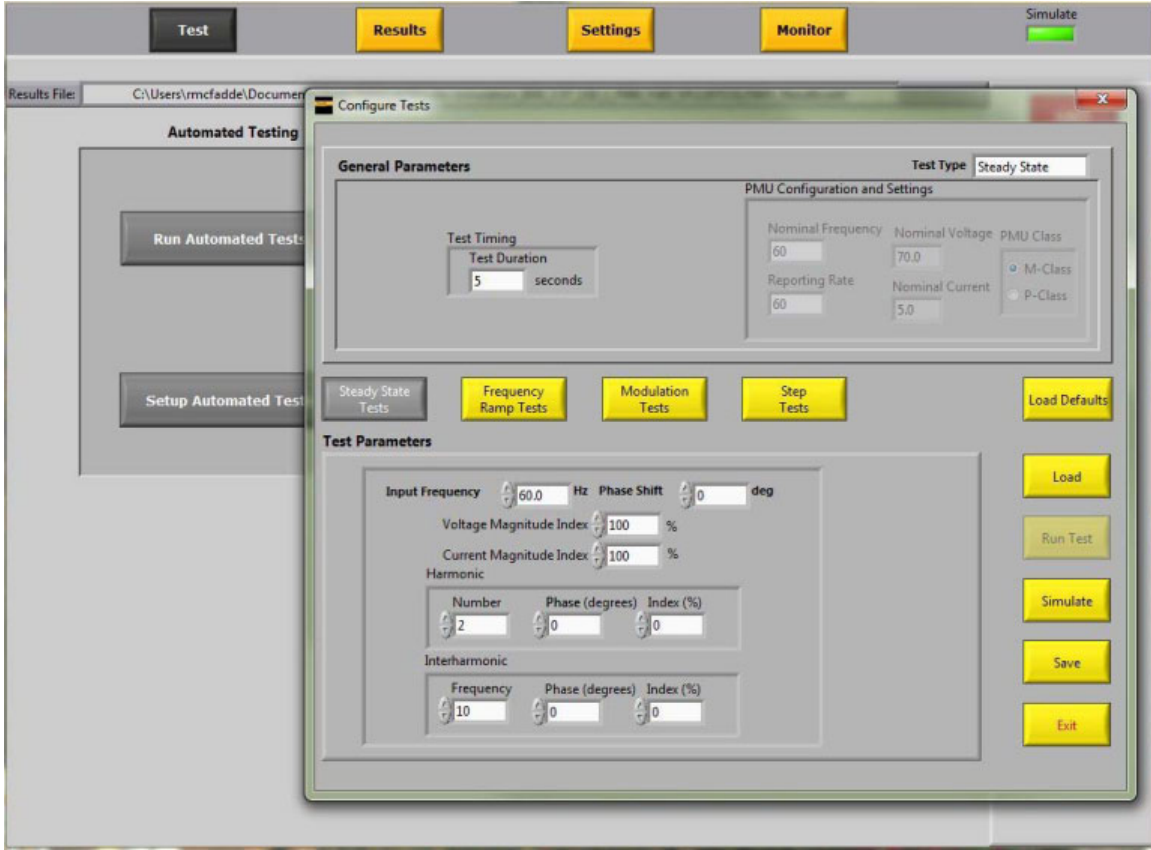 Test
Results
Settings
Monitor
Simulate
Results File:
C:\Users\rmcfadde\Documen
Automated Testing
Run Automated Tests
Setup Automated Test
Configure Tests
x
General Parameters
Test Type Steady State
PMU Configuration and Settings
Test Timing
Test Duration
5 seconds
Nominal Frequency
60
Nominal Voltage
70.0
PMU Class
M-Class
P-Class
Reporting Rate
60
Nominal Current
5.0
Steady State
Tests
Frequency
Ramp Tests
Modulation
Tests
Step
Tests
Load Defaults
Test Parameters
Input Frequency 60.0 Hz Phase Shift 0 deg
Voltage Magnitude Index 100 %
Current Magnitude Index 100 %
Harmonic
Number Phase (degrees) Index (%)
2 0 0
Interharmonic
Frequency Phase (degrees) Index (%)
10 0 0
Load
Run Test
Simulate
Save
Exit